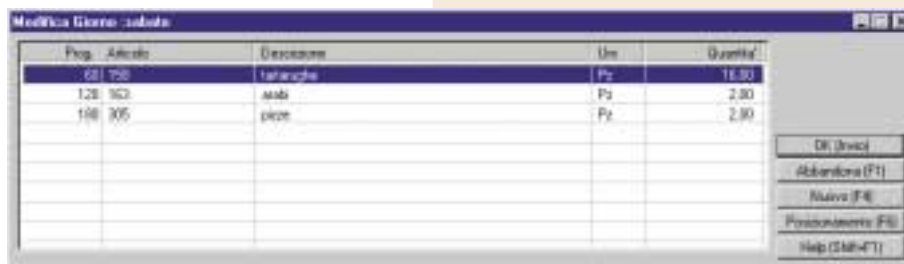 Modifica Giorno :sabato
Prog. Articolo Descrizione Um Quantita'
60 150 tartarughe Pz 16.00
120 163 arabi Pz 2.00
180 305 pizze Pz 2.00
OK (Invio)
Abbandona (F1)
Nuovo (F4)
Posizionamento (F6)
Help (Shift+F1)